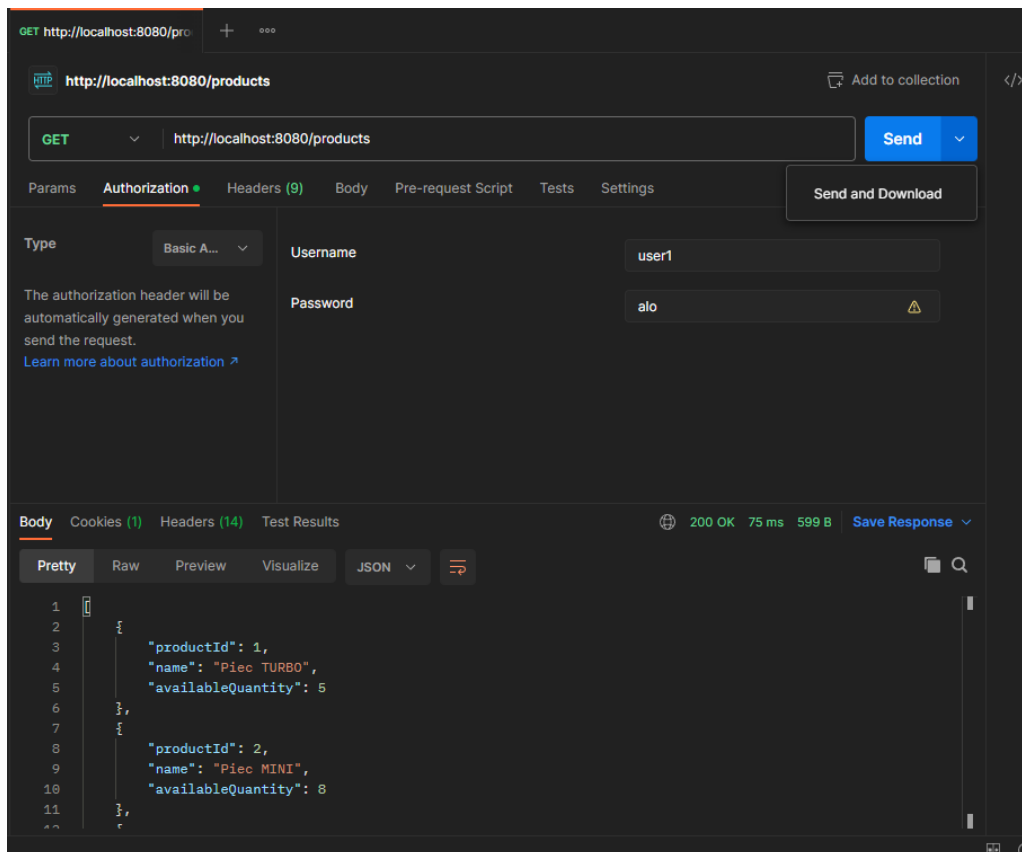 GET http://localhost:8080/pro
http://localhost:8080/products
Add to collection
GET http://localhost:8080/products Send
Params Authorization Headers (9) Body Pre-request Script Tests Settings
Send and Download
Type Basic A...
The authorization header will be
automatically generated when you
send the request.
Learn more about authorization ↗
Username user1
Password alo
Body Cookies (1) Headers (14) Test Results 200 OK 75 ms 599 B Save Response
Pretty Raw Preview Visualize JSON
1 [
2 {
3 "productId": 1,
4 "name": "Piec TURBO",
5 "availableQuantity": 5
6 },
7 {
8 "productId": 2,
9 "name": "Piec MINI",
10 "availableQuantity": 8
11 },